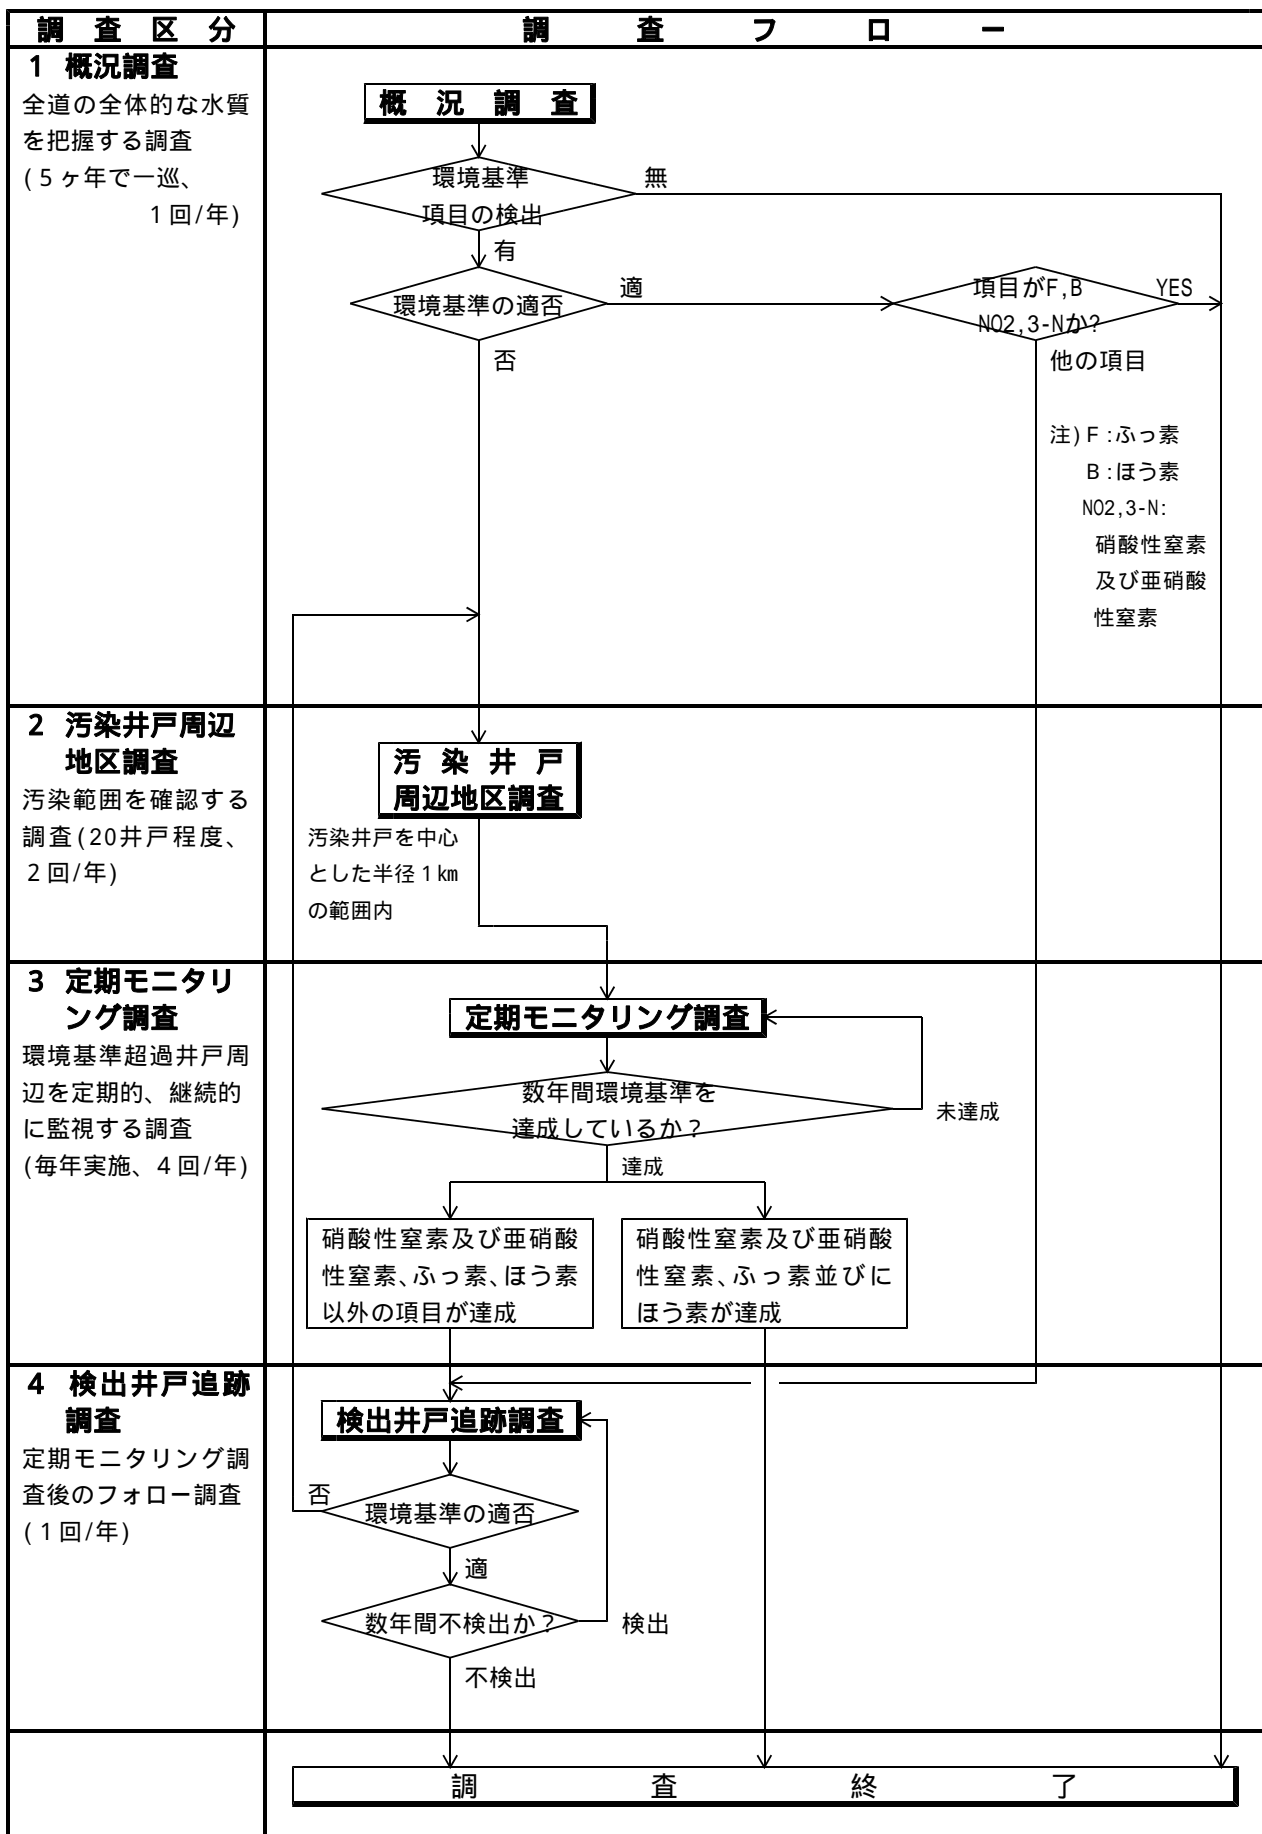 調 査 区 分
調 査 フ ロ ー
1 概況調査
全道の全体的な水質
を把握する調査
(５ヶ年で一巡、
１回/年)
概 況 調 査
環境基準
項目の検出
無
有
環境基準の適否
適
否
項目がF,B
NO2,3-Nか?
YES
他の項目
注)Ｆ:ふっ素
Ｂ:ほう素
NO2,3-N:
硝酸性窒素
及び亜硝酸
性窒素
2 汚染井戸周辺
地区調査
汚染範囲を確認する
調査(20井戸程度、
２回/年)
汚 染 井 戸
周辺地区調査
汚染井戸を中心
とした半径１㎞
の範囲内
3 定期モニタリ
ング調査
環境基準超過井戸周
辺を定期的、継続的
に監視する調査
(毎年実施、４回/年)
定期モニタリング調査
数年間環境基準を
達成しているか？
未達成
達成
硝酸性窒素及び亜硝酸
性窒素、ふっ素、ほう素
以外の項目が達成
硝酸性窒素及び亜硝酸
性窒素、ふっ素並びに
ほう素が達成
4 検出井戸追跡
調査
定期モニタリング調
査後のフォロー調査
(１回/年)
検出井戸追跡調査
否
環境基準の適否
適
数年間不検出か？
検出
不検出
調 査 終 了